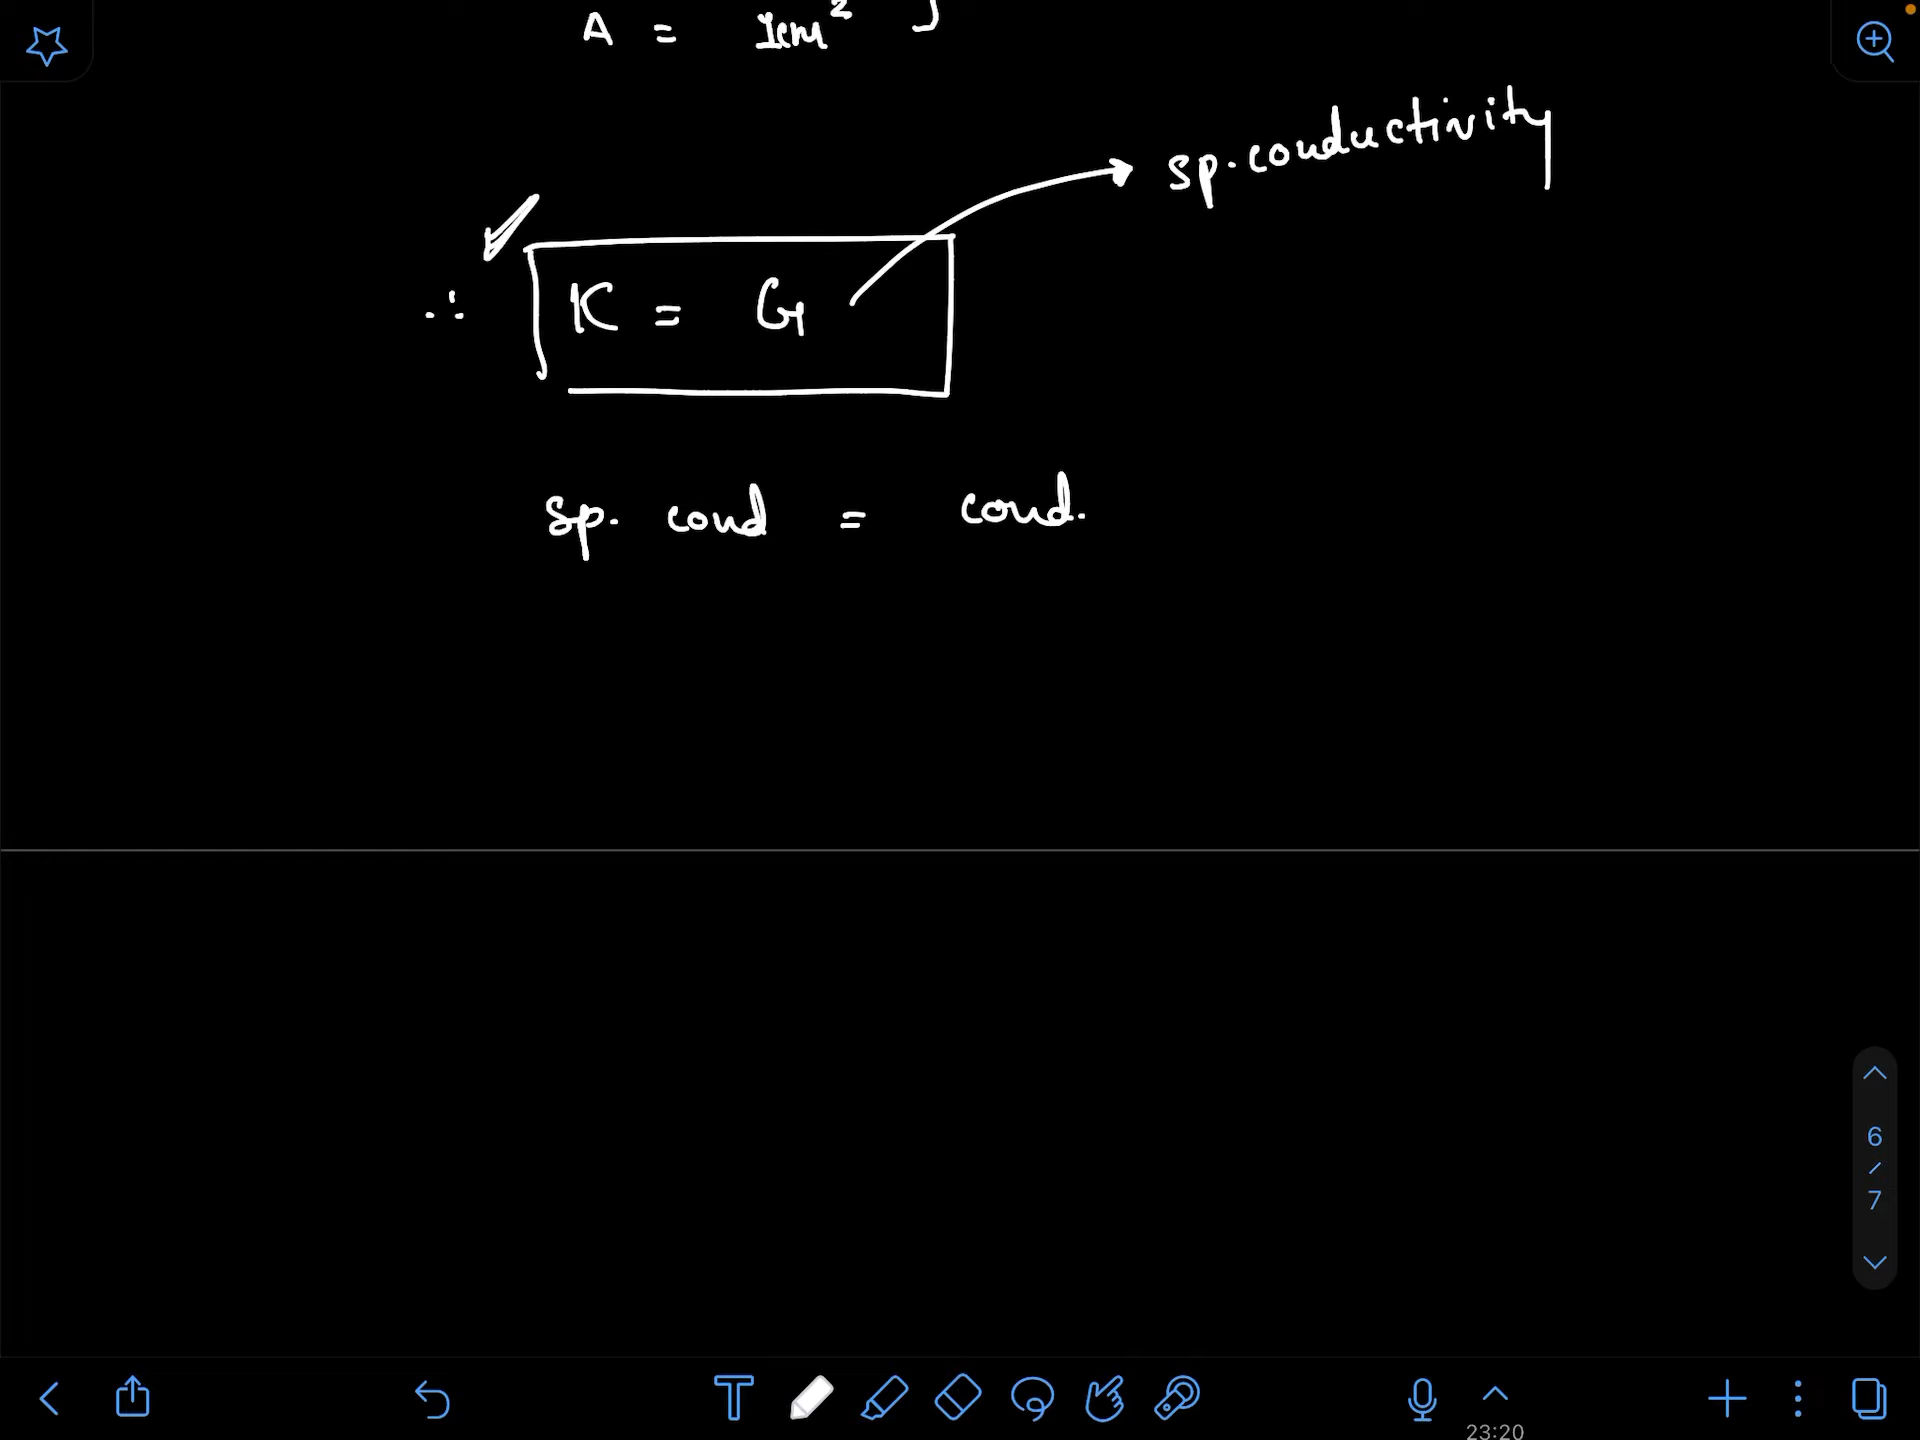 A = 1cm²
sp. conductivity
∴ K = G
sp. cond = cond.
6
/
7
23:20